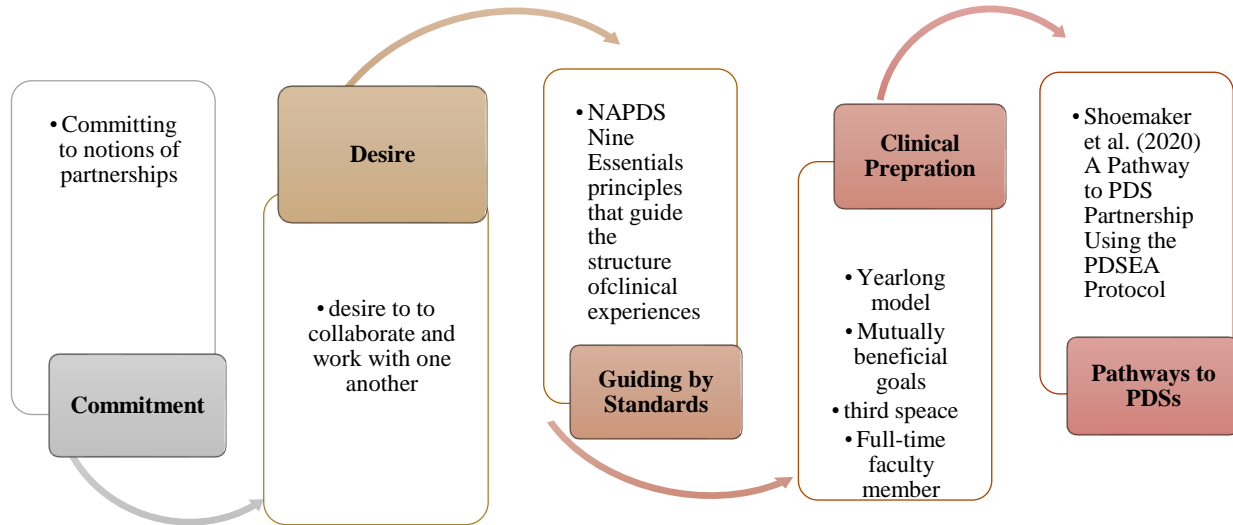 • Committing
to notions of
partnerships
Commitment
Desire
• desire to to
collaborate and
work with one
another
• NAPDS
Nine
Essentials
principles
that guide
the
structure
ofclinical
experiences
Guiding by
Standards
Clinical
Prepration
• Yearlong
model
• Mutually
beneficial
goals
• third speace
• Full-time
faculty
member
• Shoemaker
et al. (2020)
A Pathway
to PDS
Partnership
Using the
PDSEA
Protocol
Pathways to
PDSs